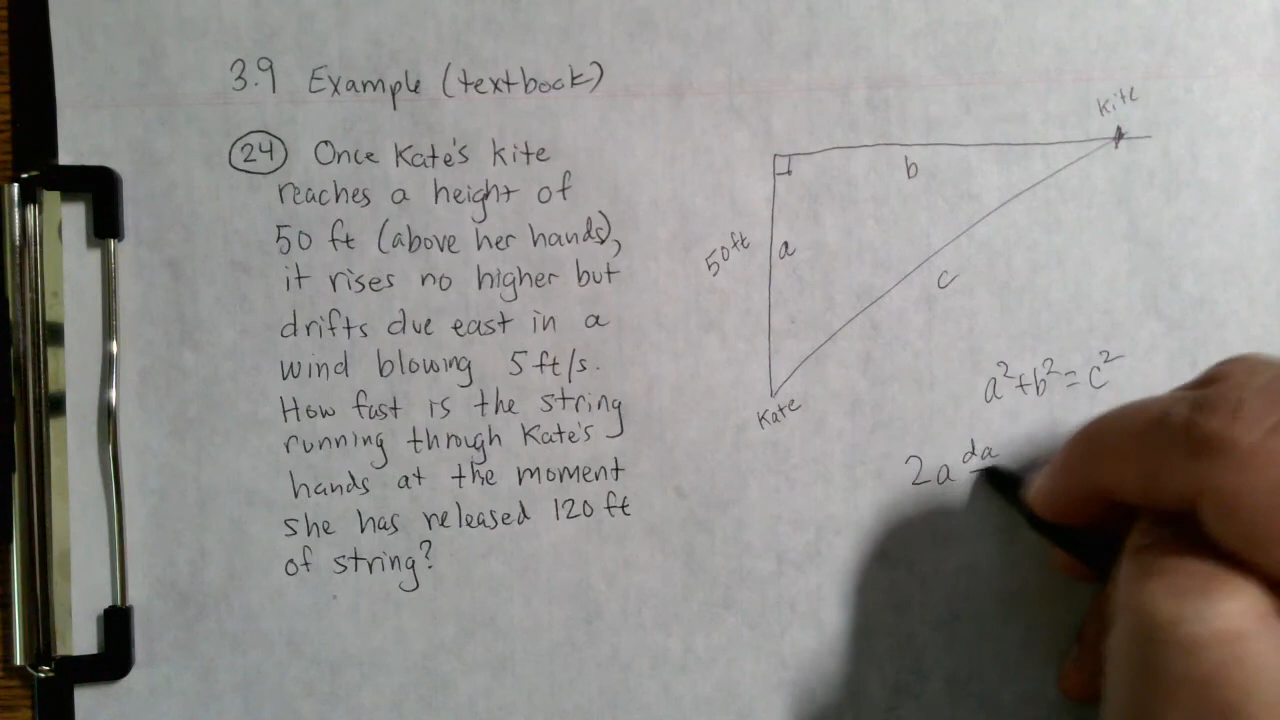 3.9 Example (textbook)
24 Once Kate's kite
reaches a height of
50 ft (above her hands),
it rises no higher but
drifts due east in a
wind blowing 5 ft/s.
How fast is the string
running through Kate's
hands at the moment
she has released 120 ft
of string?
Kite
b
50 ft
a
c
Kate
a²+b²=c²
2a da